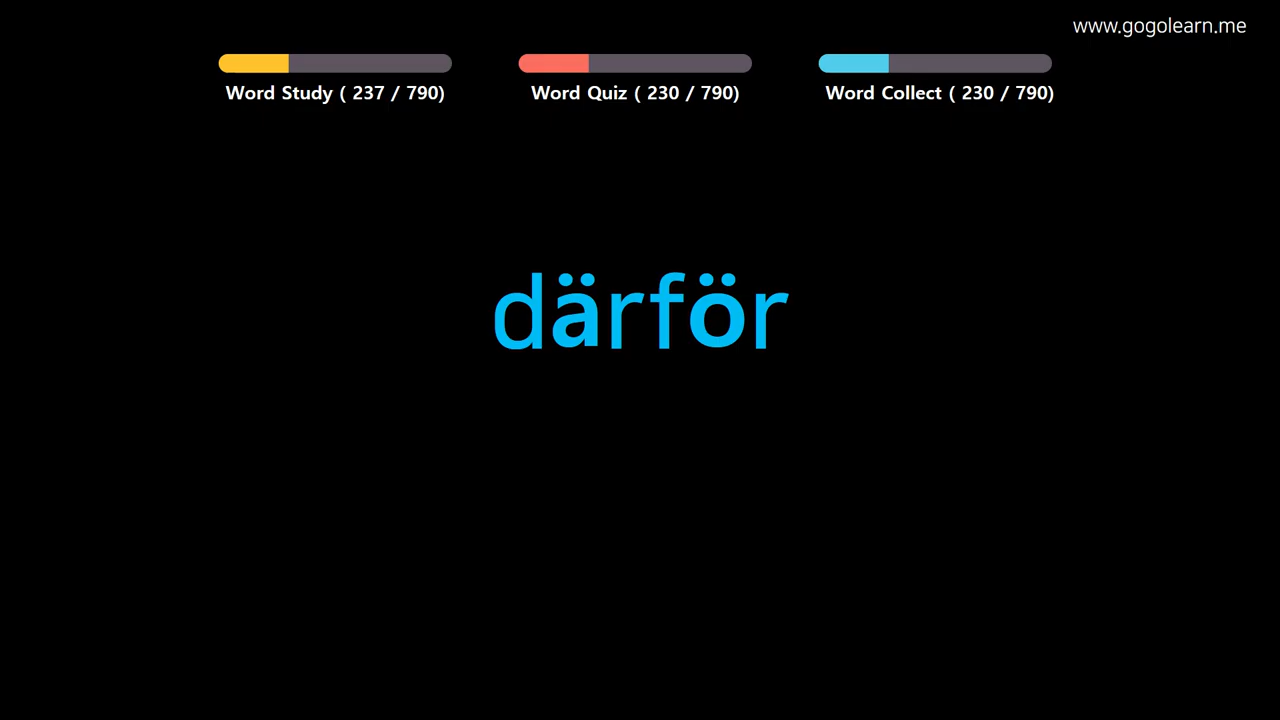 www.gogolearn.me
Word Study ( 237 / 790)
Word Quiz ( 230 / 790)
Word Collect ( 230 / 790)
därför